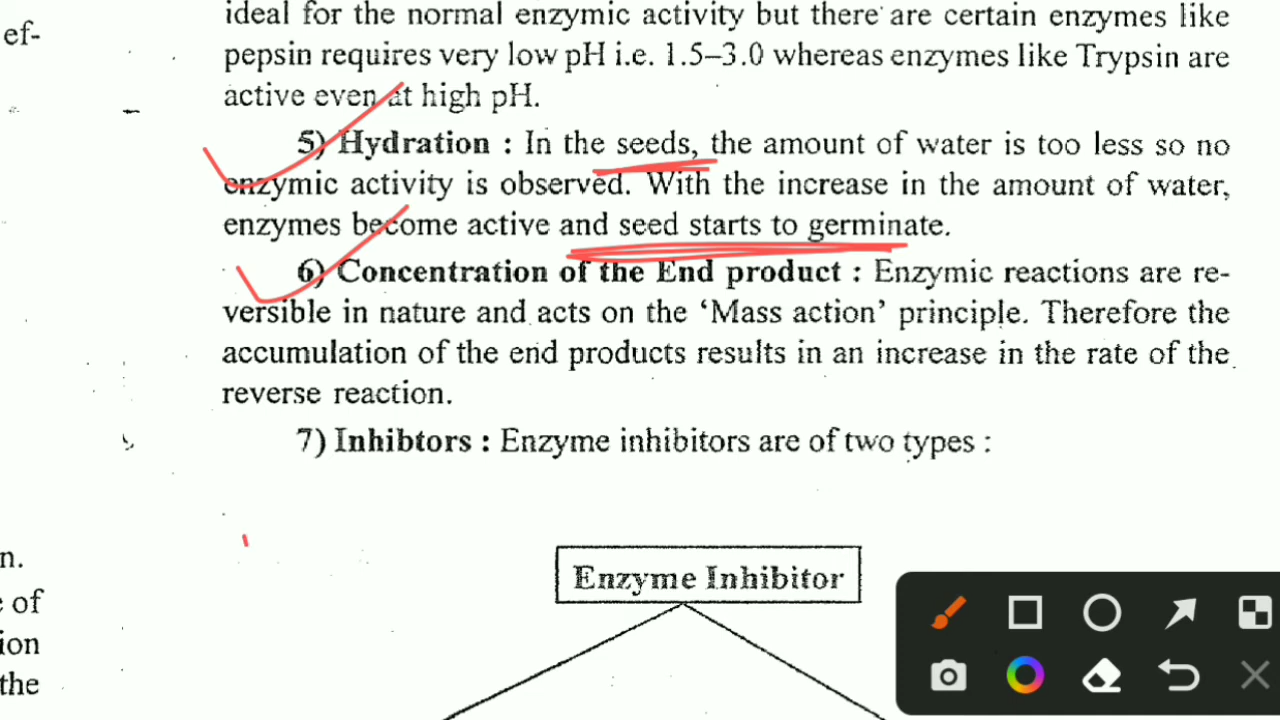 ef-
ideal for the normal enzymic activity but there are certain enzymes like
pepsin requires very low pH i.e. 1.5–3.0 whereas enzymes like Trypsin are
active even at high pH.
5) Hydration : In the seeds, the amount of water is too less so no
enzymic activity is observed. With the increase in the amount of water,
enzymes become active and seed starts to germinate.
6) Concentration of the End product : Enzymic reactions are re-
versible in nature and acts on the ‘Mass action’ principle. Therefore the
accumulation of the end products results in an increase in the rate of the
reverse reaction.
7) Inhibtors : Enzyme inhibitors are of two types :
n.
of
ion
the
Enzyme Inhibitor